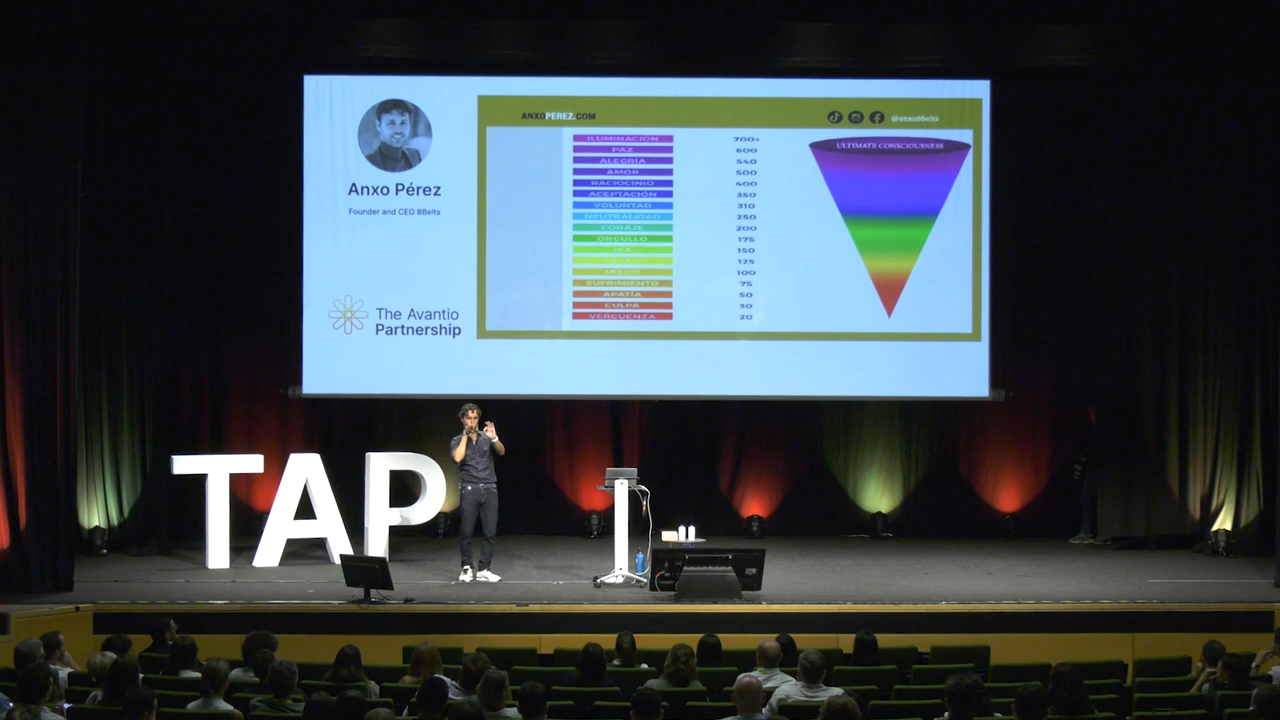 Anxo Pérez
Founder and CEO 8Belts
The Avantio
Partnership
ANXOPEREZ.COM
@anxo8belts
ILUMINACIÓN 700+
PAZ 600
ALEGRÍA 540
AMOR 500
RACIOCINIO 400
ACEPTACIÓN 350
VOLUNTAD 310
NEUTRALIDAD 250
CORAJE 200
ORGULLO 175
IRA 150
125
MIEDO 100
SUFRIMIENTO 75
APATÍA 50
CULPA 30
VERGÜENZA 20
ULTIMATE CONSCIOUSNESS
TAP